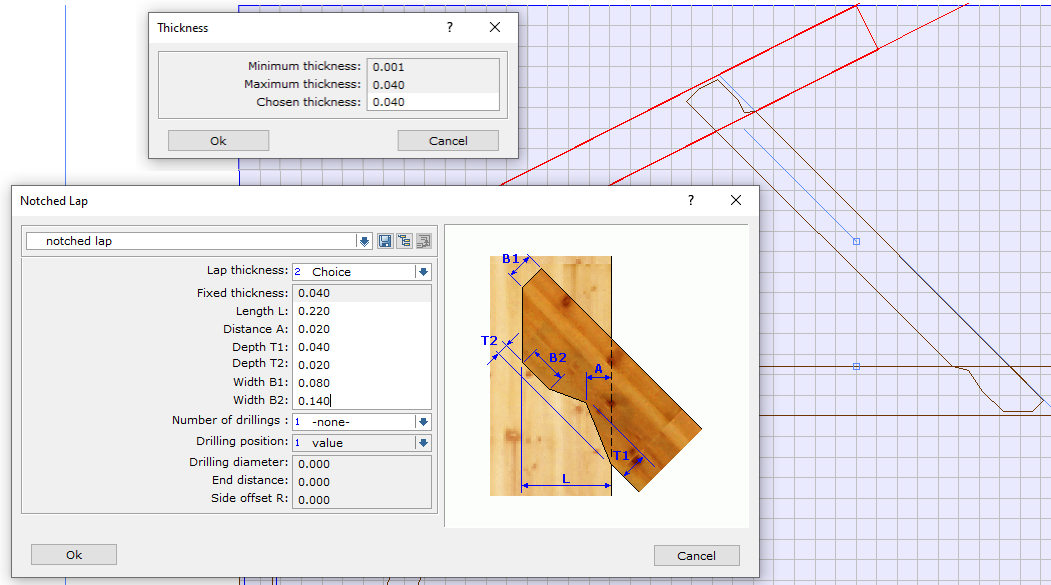 Thickness
?
Minimum thickness: 0.001
Maximum thickness: 0.040
Chosen thickness: 0.040
Ok Cancel
Notched Lap
?
notched lap
Lap thickness: 2 Choice
Fixed thickness: 0.040
Length L: 0.220
Distance A: 0.020
Depth T1: 0.040
Depth T2: 0.020
Width B1: 0.080
Width B2: 0.140
Number of drillings : 1 -none-
Drilling position: 1 value
Drilling diameter: 0.000
End distance: 0.000
Side offset R: 0.000
B1
T2
B2
A
T1
L
Ok Cancel